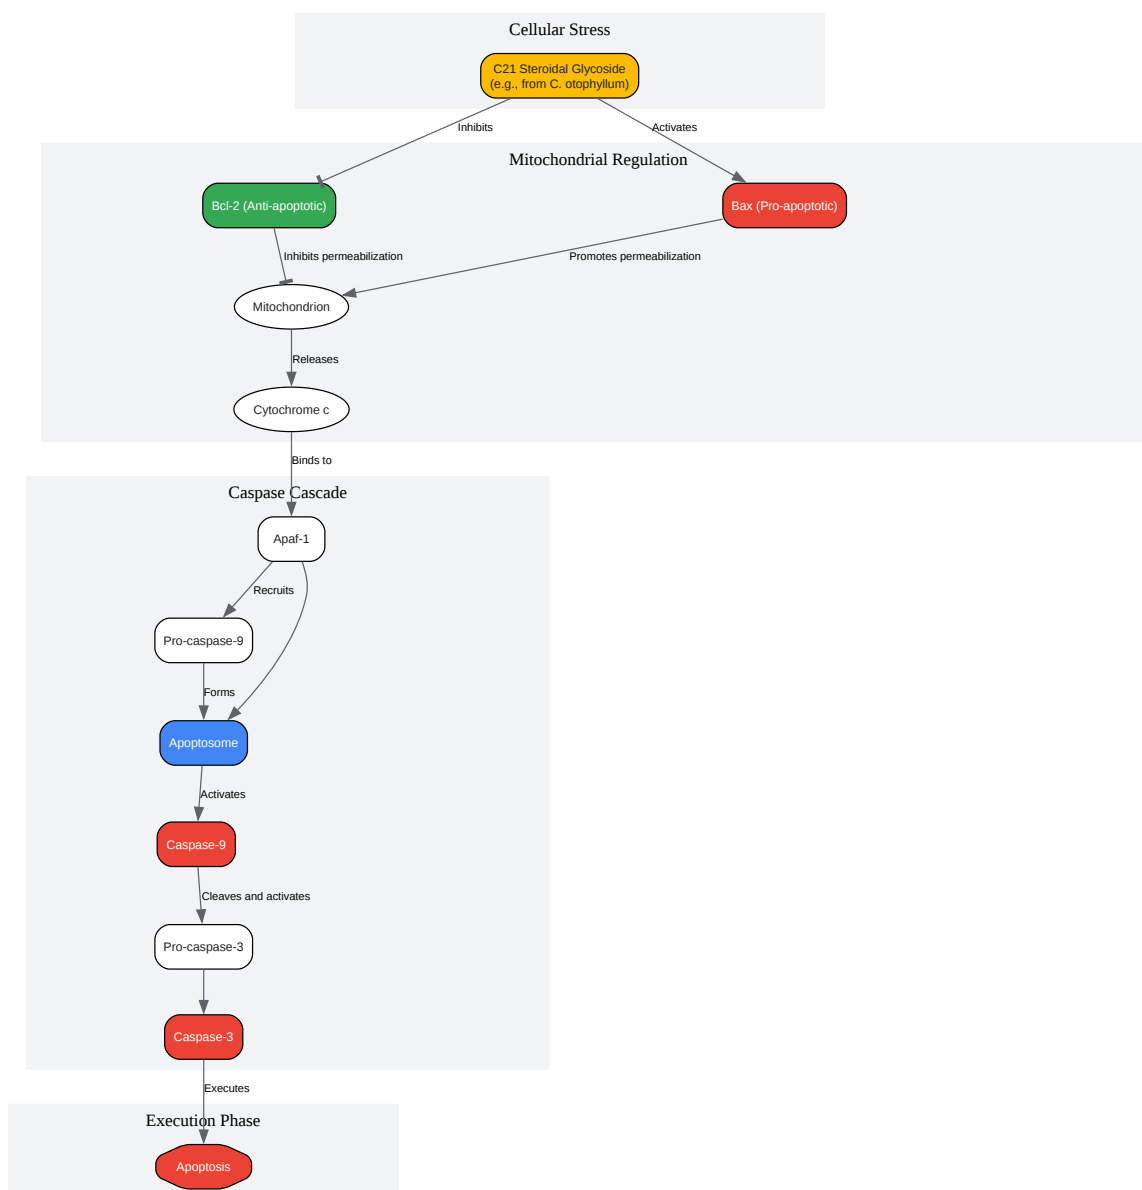 Cellular Stress
C21 Steroidal Glycoside
(e.g., from C. otophyllum)
Inhibits
Activates
Mitochondrial Regulation
Bcl-2 (Anti-apoptotic)
Bax (Pro-apoptotic)
Inhibits permeabilization
Promotes permeabilization
Mitochondrion
Releases
Cytochrome c
Binds to
Caspase Cascade
Apaf-1
Recruits
Pro-caspase-9
Forms
Apoptosome
Activates
Caspase-9
Cleaves and activates
Pro-caspase-3
Caspase-3
Executes
Execution Phase
Apoptosis